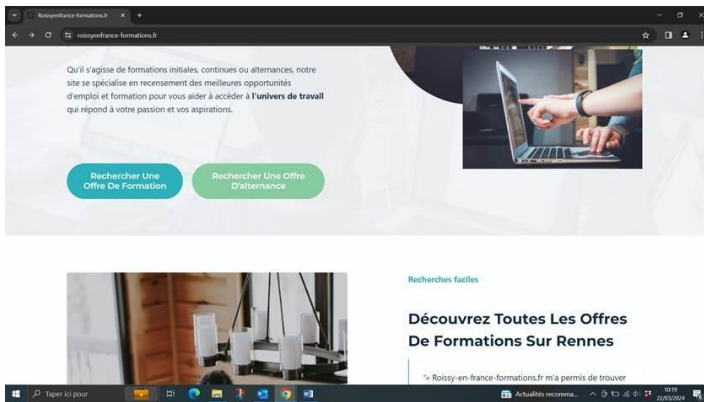 Roissyenfrance-formations.fr
roissyenfrance-formations.fr
Qu'il s'agisse de formations initiales, continues ou alternances, notre
site se spécialise en recensement des meilleures opportunités
d'emploi et formation pour vous aider à accéder à l'univers de travail
qui répond à votre passion et vos aspirations.
Rechercher Une
Offre De Formation
Rechercher Une Offre
D'alternance
Recherches faciles
Découvrez Toutes Les Offres
De Formations Sur Rennes
"« Roissy-en-france-formations.fr m'a permis de trouver
Taper ici pour
Actualités recomma...
10:19
22/03/2024